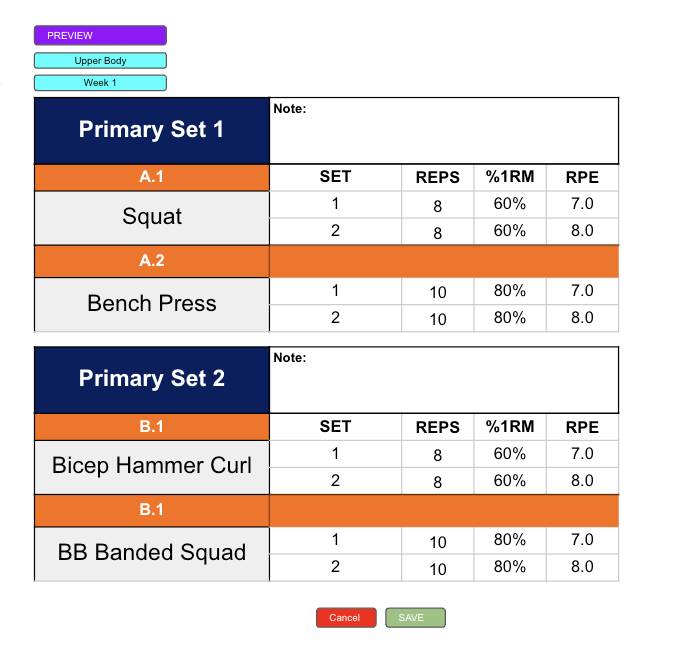 PREVIEW
Upper Body
Week 1
Primary Set 1
Note:
A.1 SET REPS %1RM RPE
Squat
1 8 60% 7.0
2 8 60% 8.0
A.2
Bench Press
1 10 80% 7.0
2 10 80% 8.0
Primary Set 2
Note:
B.1 SET REPS %1RM RPE
Bicep Hammer Curl
1 8 60% 7.0
2 8 60% 8.0
B.1
BB Banded Squad
1 10 80% 7.0
2 10 80% 8.0
Cancel SAVE